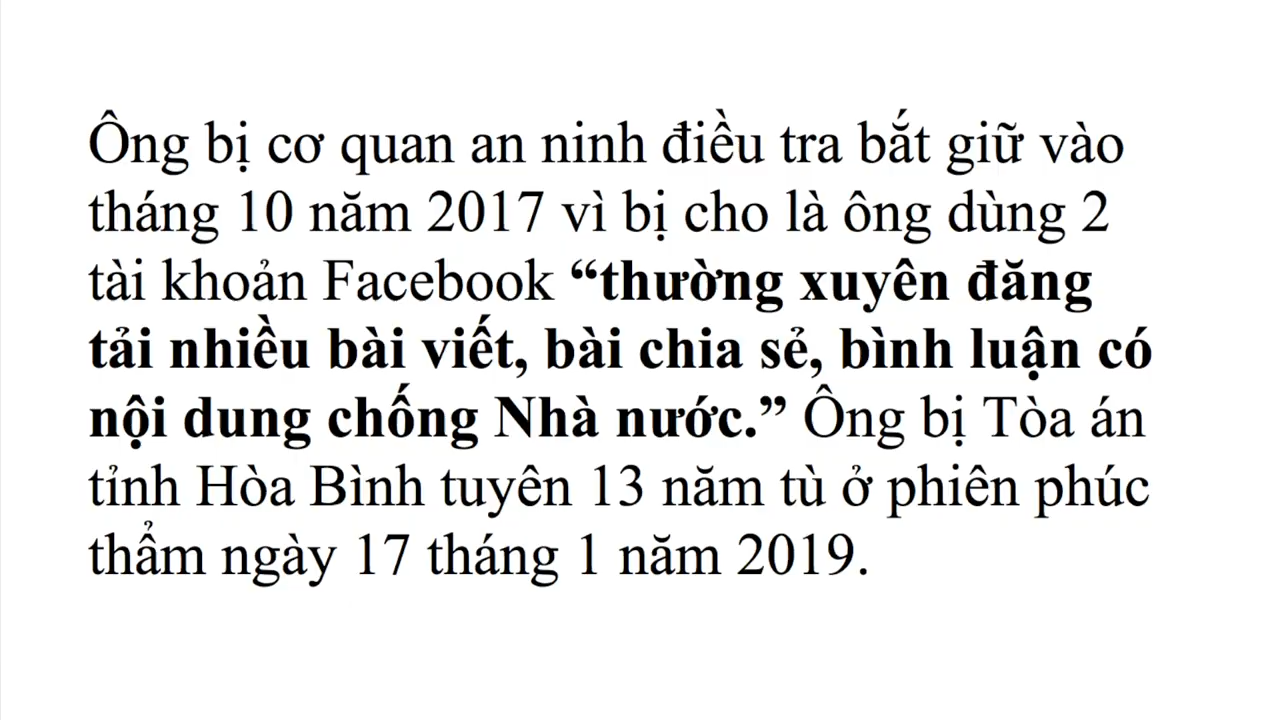 Ông bị cơ quan an ninh điều tra bắt giữ vào
tháng 10 năm 2017 vì bị cho là ông dùng 2
tài khoản Facebook “thường xuyên đăng
tải nhiều bài viết, bài chia sẻ, bình luận có
nội dung chống Nhà nước.” Ông bị Tòa án
tỉnh Hòa Bình tuyên 13 năm tù ở phiên phúc
thẩm ngày 17 tháng 1 năm 2019.